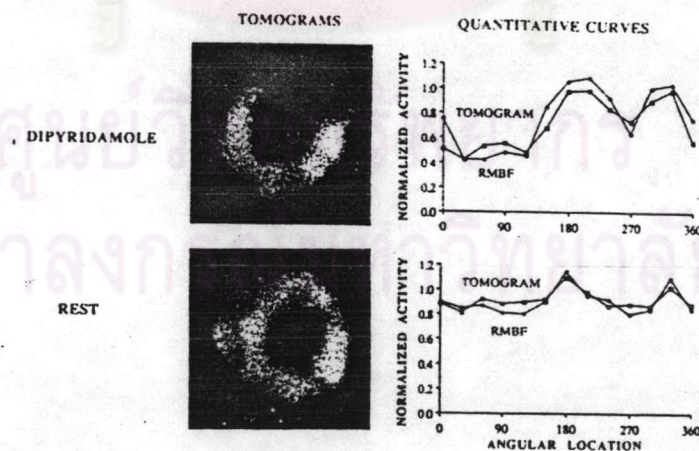 TOMOGRAMS
QUANTITATIVE CURVES
DIPYRIDAMOLE
NORMALIZED ACTIVITY
1.2
1.0
0.8
0.6
0.4
0.2
0.0
TOMOGRAM
RMBF
0 90 180 270 360
REST
NORMALIZED ACTIVITY
1.2
1.0
0.8
0.6
0.4
0.2
0.0
TOMOGRAM
RMBF
0 90 180 270 360
ANGULAR LOCATION